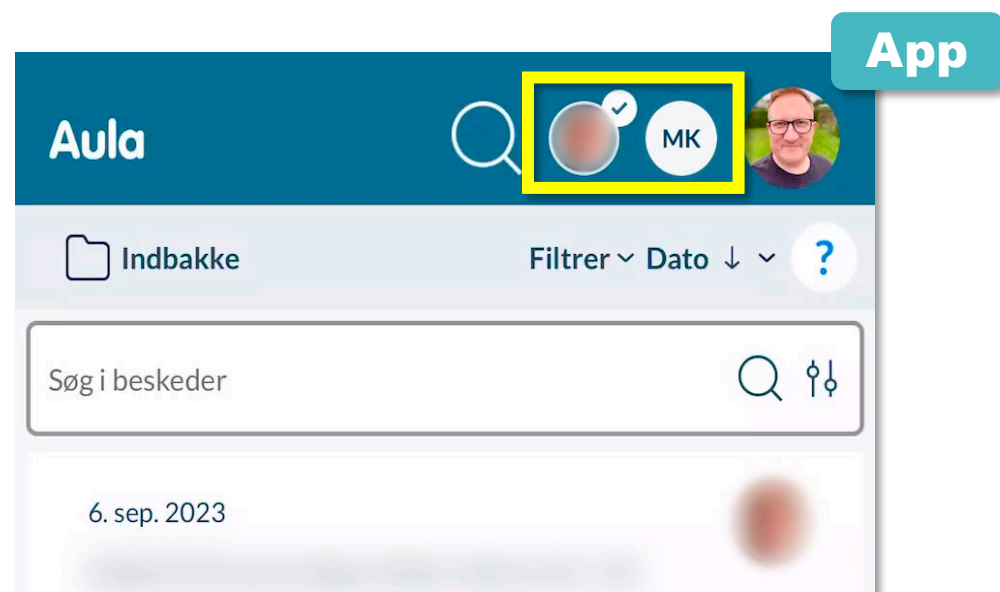 App
Aula
MK
Indbakke
Filtrer Dato
?
Søg i beskeder
6. sep. 2023